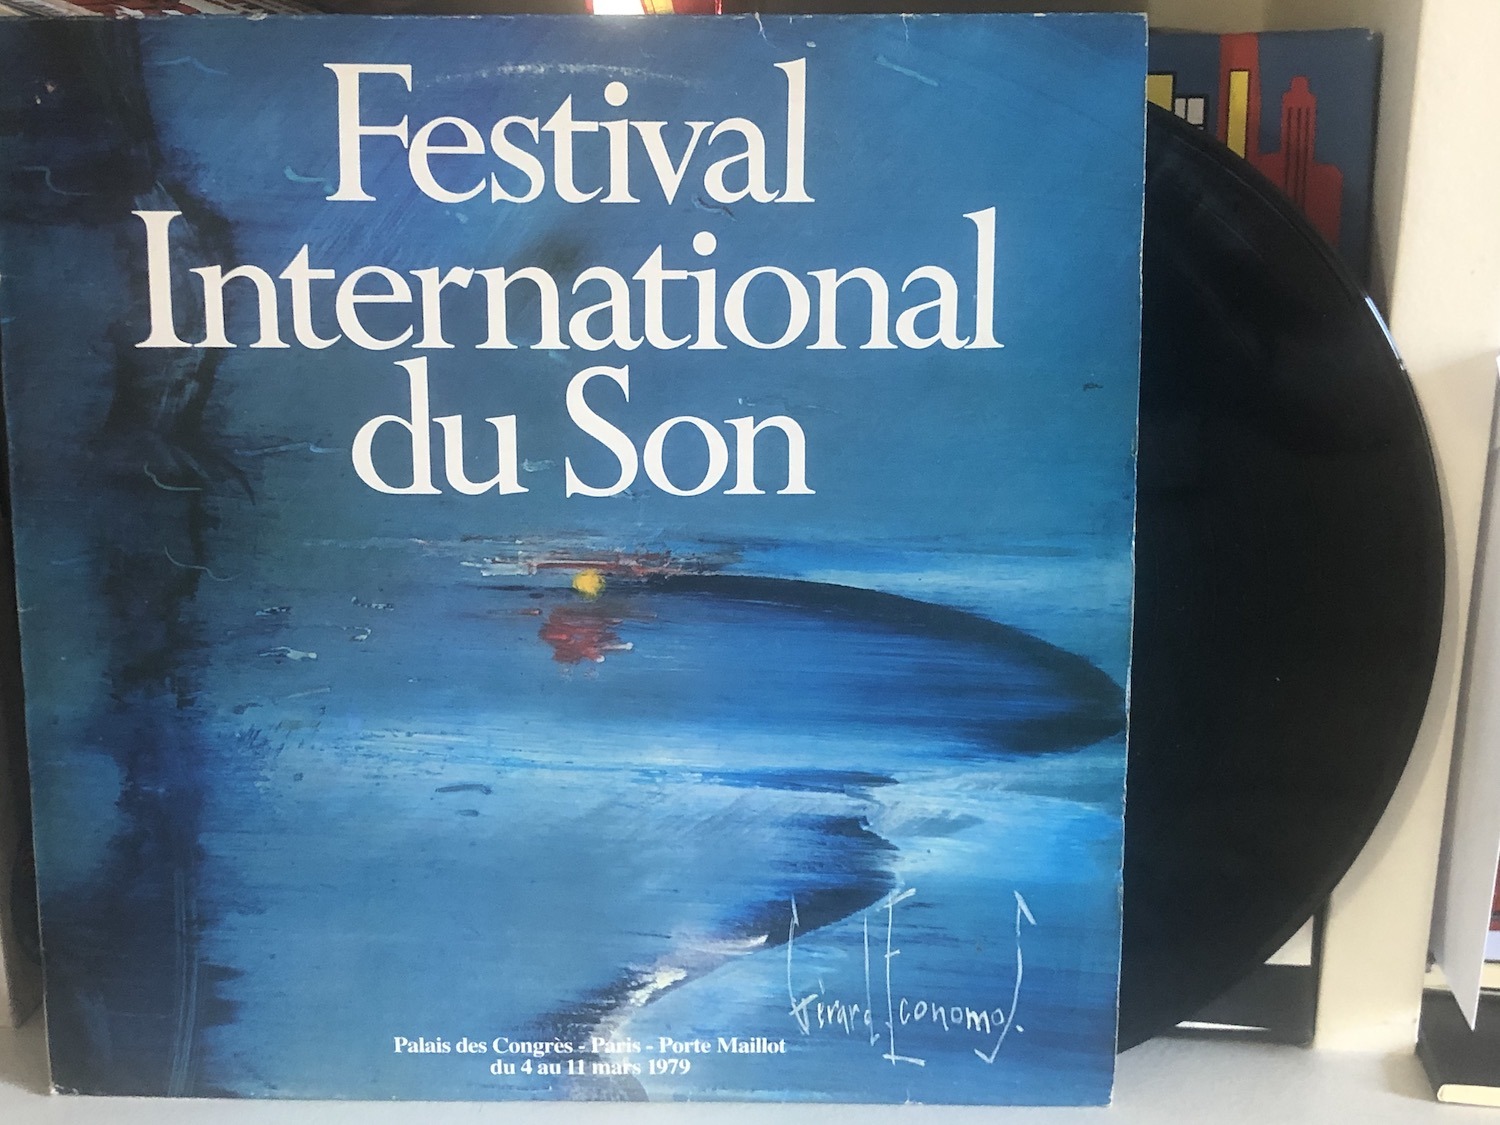 Festival
International
du Son
Gérard Economos.
Palais des Congrès - Paris - Porte Maillot
du 4 au 11 mars 1979